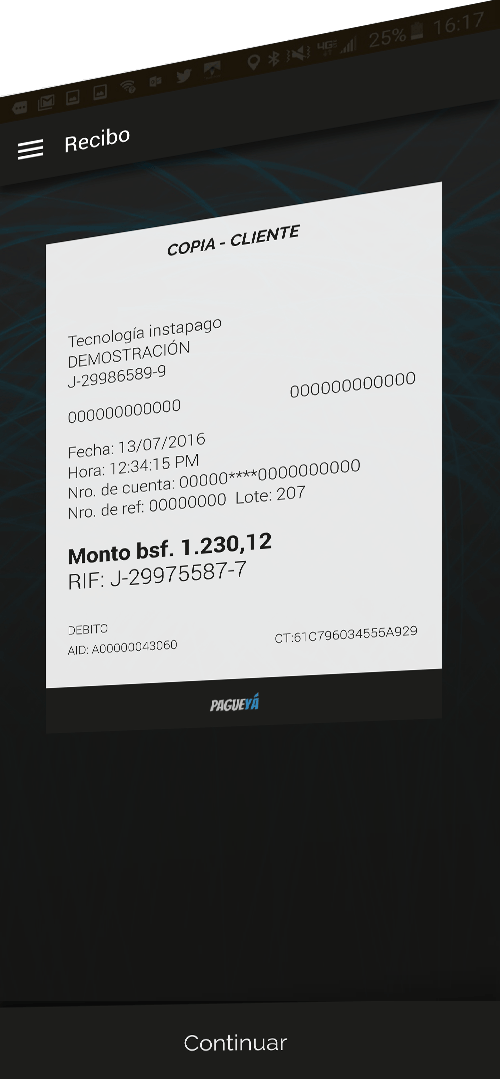 25% 16:17
Recibo
COPIA - CLIENTE
Tecnología instapago
DEMOSTRACIÓN
J-29986589-9
000000000000 000000000000
Fecha: 13/07/2016
Hora: 12:34:15 PM
Nro. de cuenta: 00000****0000000000
Nro. de ref: 00000000 Lote: 207
Monto bsf. 1.230,12
RIF: J-29975587-7
DEBITO
AID: A00000043060 CT:61C796034555A929
PAGUEYÁ
Continuar